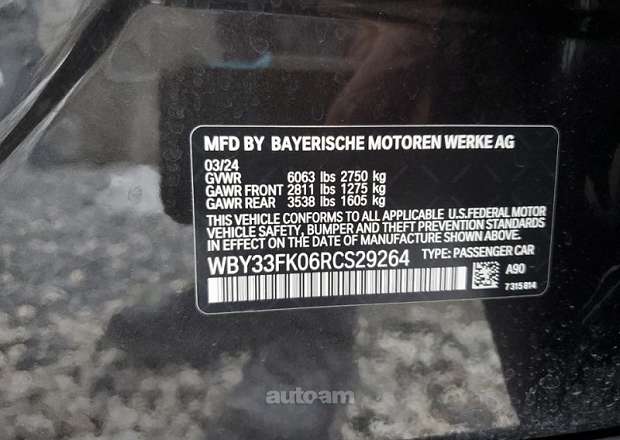 MFD BY BAYERISCHE MOTOREN WERKE AG
03/24
GVWR 6063 lbs 2750 kg
GAWR FRONT 2811 lbs 1275 kg
GAWR REAR 3538 lbs 1605 kg
THIS VEHICLE CONFORMS TO ALL APPLICABLE U.S.FEDERAL MOTOR
VEHICLE SAFETY, BUMPER AND THEFT PREVENTION STANDARDS
IN EFFECT ON THE DATE OF MANUFACTURE SHOWN ABOVE.
WBY33FK06RCS29264 TYPE: PASSENGER CAR
A90
7315814
autoam